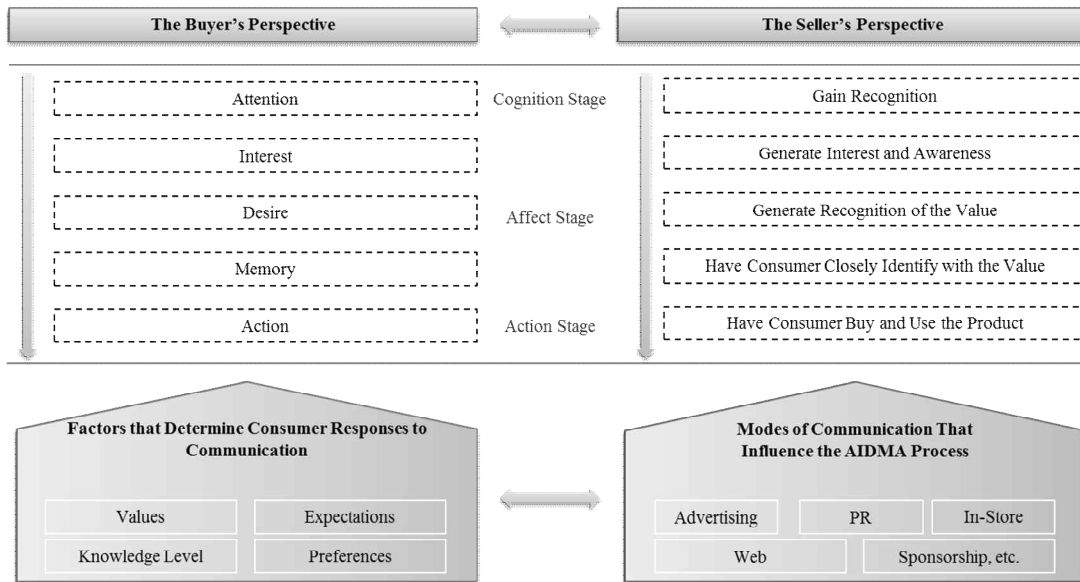 The Buyer's Perspective
The Seller's Perspective
Attention
Cognition Stage
Gain Recognition
Interest
Generate Interest and Awareness
Desire
Affect Stage
Generate Recognition of the Value
Memory
Have Consumer Closely Identify with the Value
Action
Action Stage
Have Consumer Buy and Use the Product
Factors that Determine Consumer Responses to
Communication
Values
Expectations
Knowledge Level
Preferences
Modes of Communication That
Influence the AIDMA Process
Advertising
PR
In-Store
Web
Sponsorship, etc.